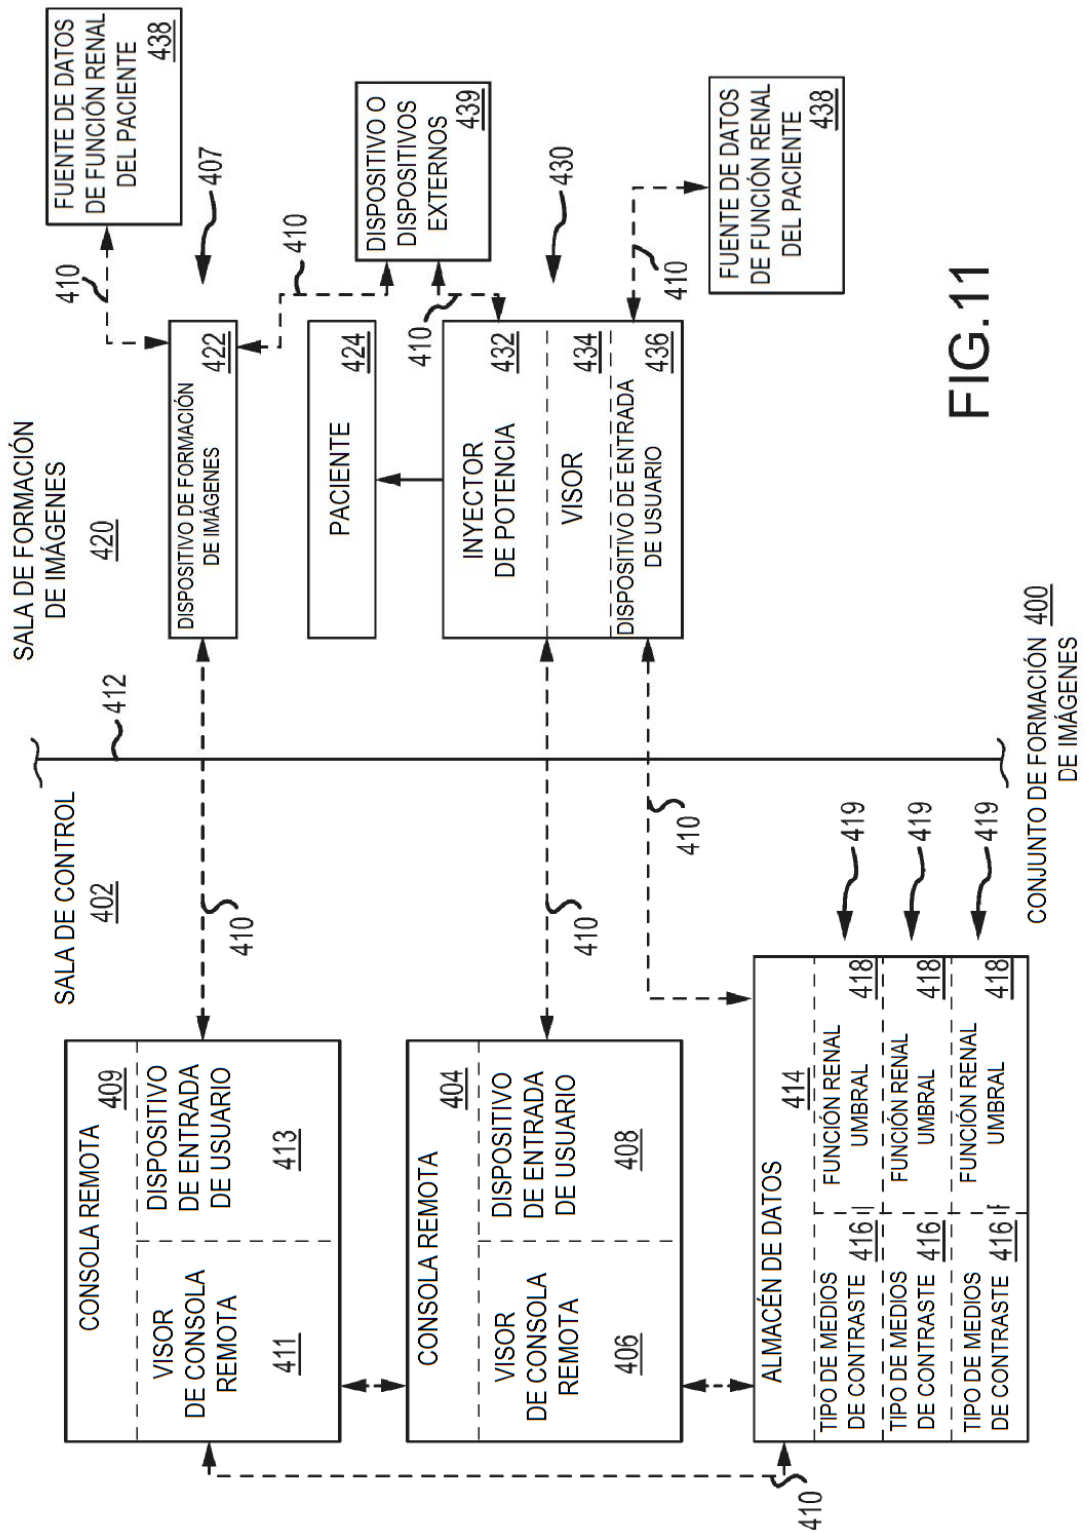 SALA DE CONTROL
402
SALA DE FORMACIÓN
DE IMÁGENES
420
412
CONSOLA REMOTA
409
VISOR
DE CONSOLA
REMOTA
411
DISPOSITIVO
DE ENTRADA
DE USUARIO
413
410
DISPOSITIVO DE FORMACIÓN
DE IMÁGENES
422
410
FUENTE DE DATOS
DE FUNCIÓN RENAL
DEL PACIENTE
438
407
410
PACIENTE
424
DISPOSITIVO O
DISPOSITIVOS
EXTERNOS
439
410
CONSOLA REMOTA
404
VISOR
DE CONSOLA
REMOTA
406
DISPOSITIVO
DE ENTRADA
DE USUARIO
408
410
INYECTOR
DE POTENCIA
432
VISOR
434
DISPOSITIVO DE ENTRADA
DE USUARIO
436
430
410
FUENTE DE DATOS
DE FUNCIÓN RENAL
DEL PACIENTE
438
410
410
ALMACÉN DE DATOS
414
TIPO DE MEDIOS
DE CONTRASTE 416
FUNCIÓN RENAL
UMBRAL 418
419
TIPO DE MEDIOS
DE CONTRASTE 416
FUNCIÓN RENAL
UMBRAL 418
419
TIPO DE MEDIOS
DE CONTRASTE 416
FUNCIÓN RENAL
UMBRAL 418
419
CONJUNTO DE FORMACIÓN 400
DE IMÁGENES
FIG.11